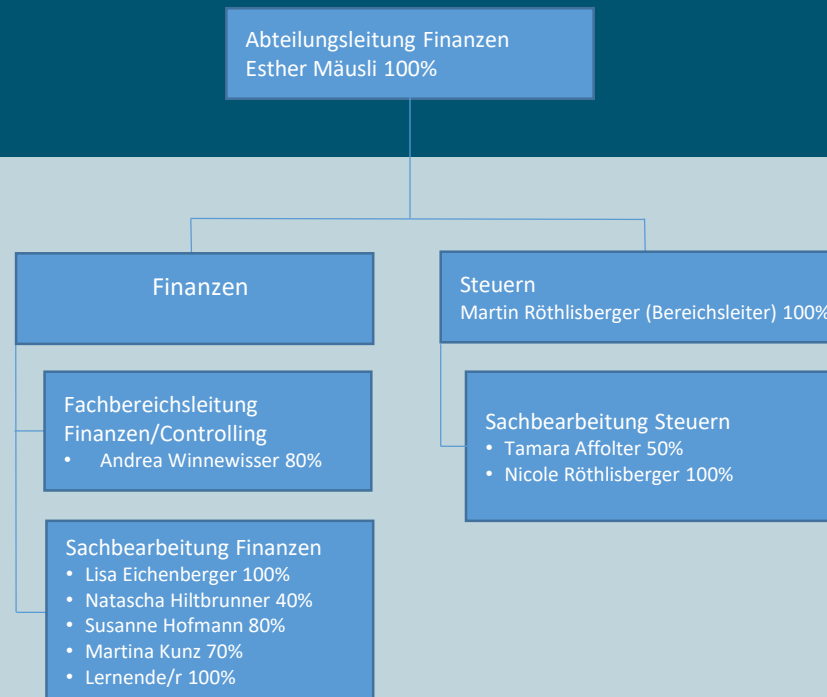 Abteilungsleitung Finanzen
Esther Mäusli 100%
Finanzen
Fachbereichsleitung
Finanzen/Controlling
• Andrea Winnewisser 80%
Sachbearbeitung Finanzen
• Lisa Eichenberger 100%
• Natascha Hiltbrunner 40%
• Susanne Hofmann 80%
• Martina Kunz 70%
• Lernende/r 100%
Steuern
Martin Röthlisberger (Bereichsleiter) 100%
Sachbearbeitung Steuern
• Tamara Affolter 50%
• Nicole Röthlisberger 100%